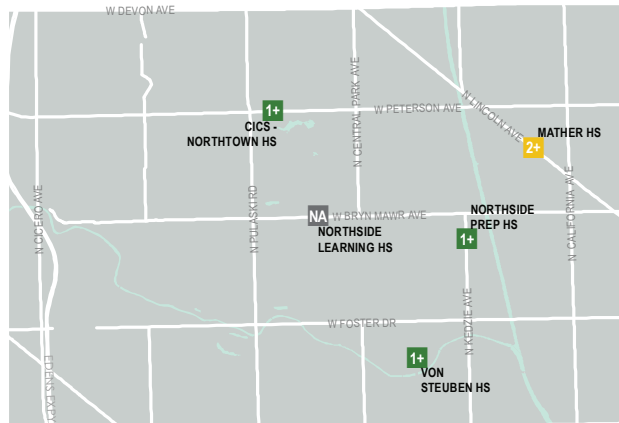 W DEVON AVE
N LINCOLN AVE
N CENTRAL PARK AVE
1+
W PETERSON AVE
CICS -
NORTHTOWN HS
MATHER HS
2+
N CICERO AVE
N PULASKI RD
N CALIFORNIA AVE
NA
W BRYN MAWR AVE
NORTHSIDE
LEARNING HS
NORTHSIDE
PREP HS
1+
N KEDZIE AVE
W FOSTER DR
1+
VON
STEUBEN HS
EDENS EXPY